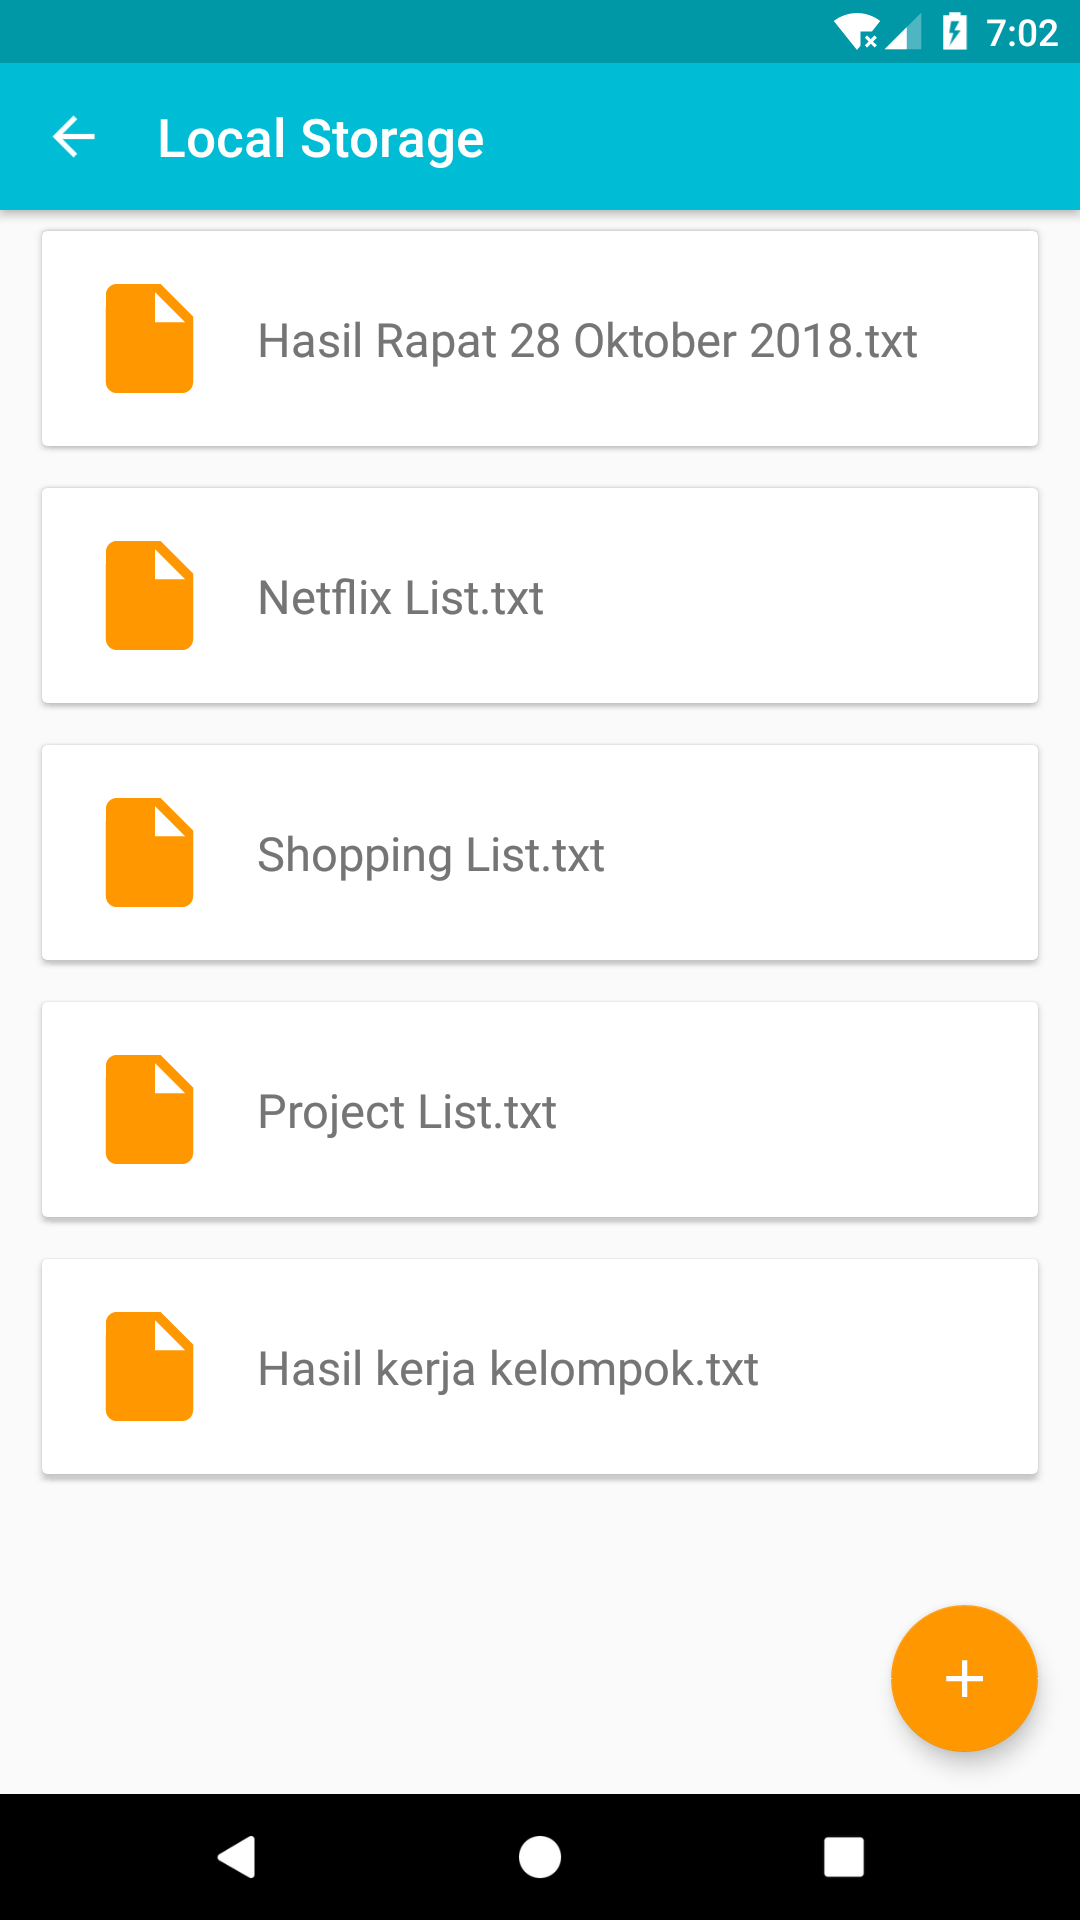 7:02
Local Storage
Hasil Rapat 28 Oktober 2018.txt
Netflix List.txt
Shopping List.txt
Project List.txt
Hasil kerja kelompok.txt